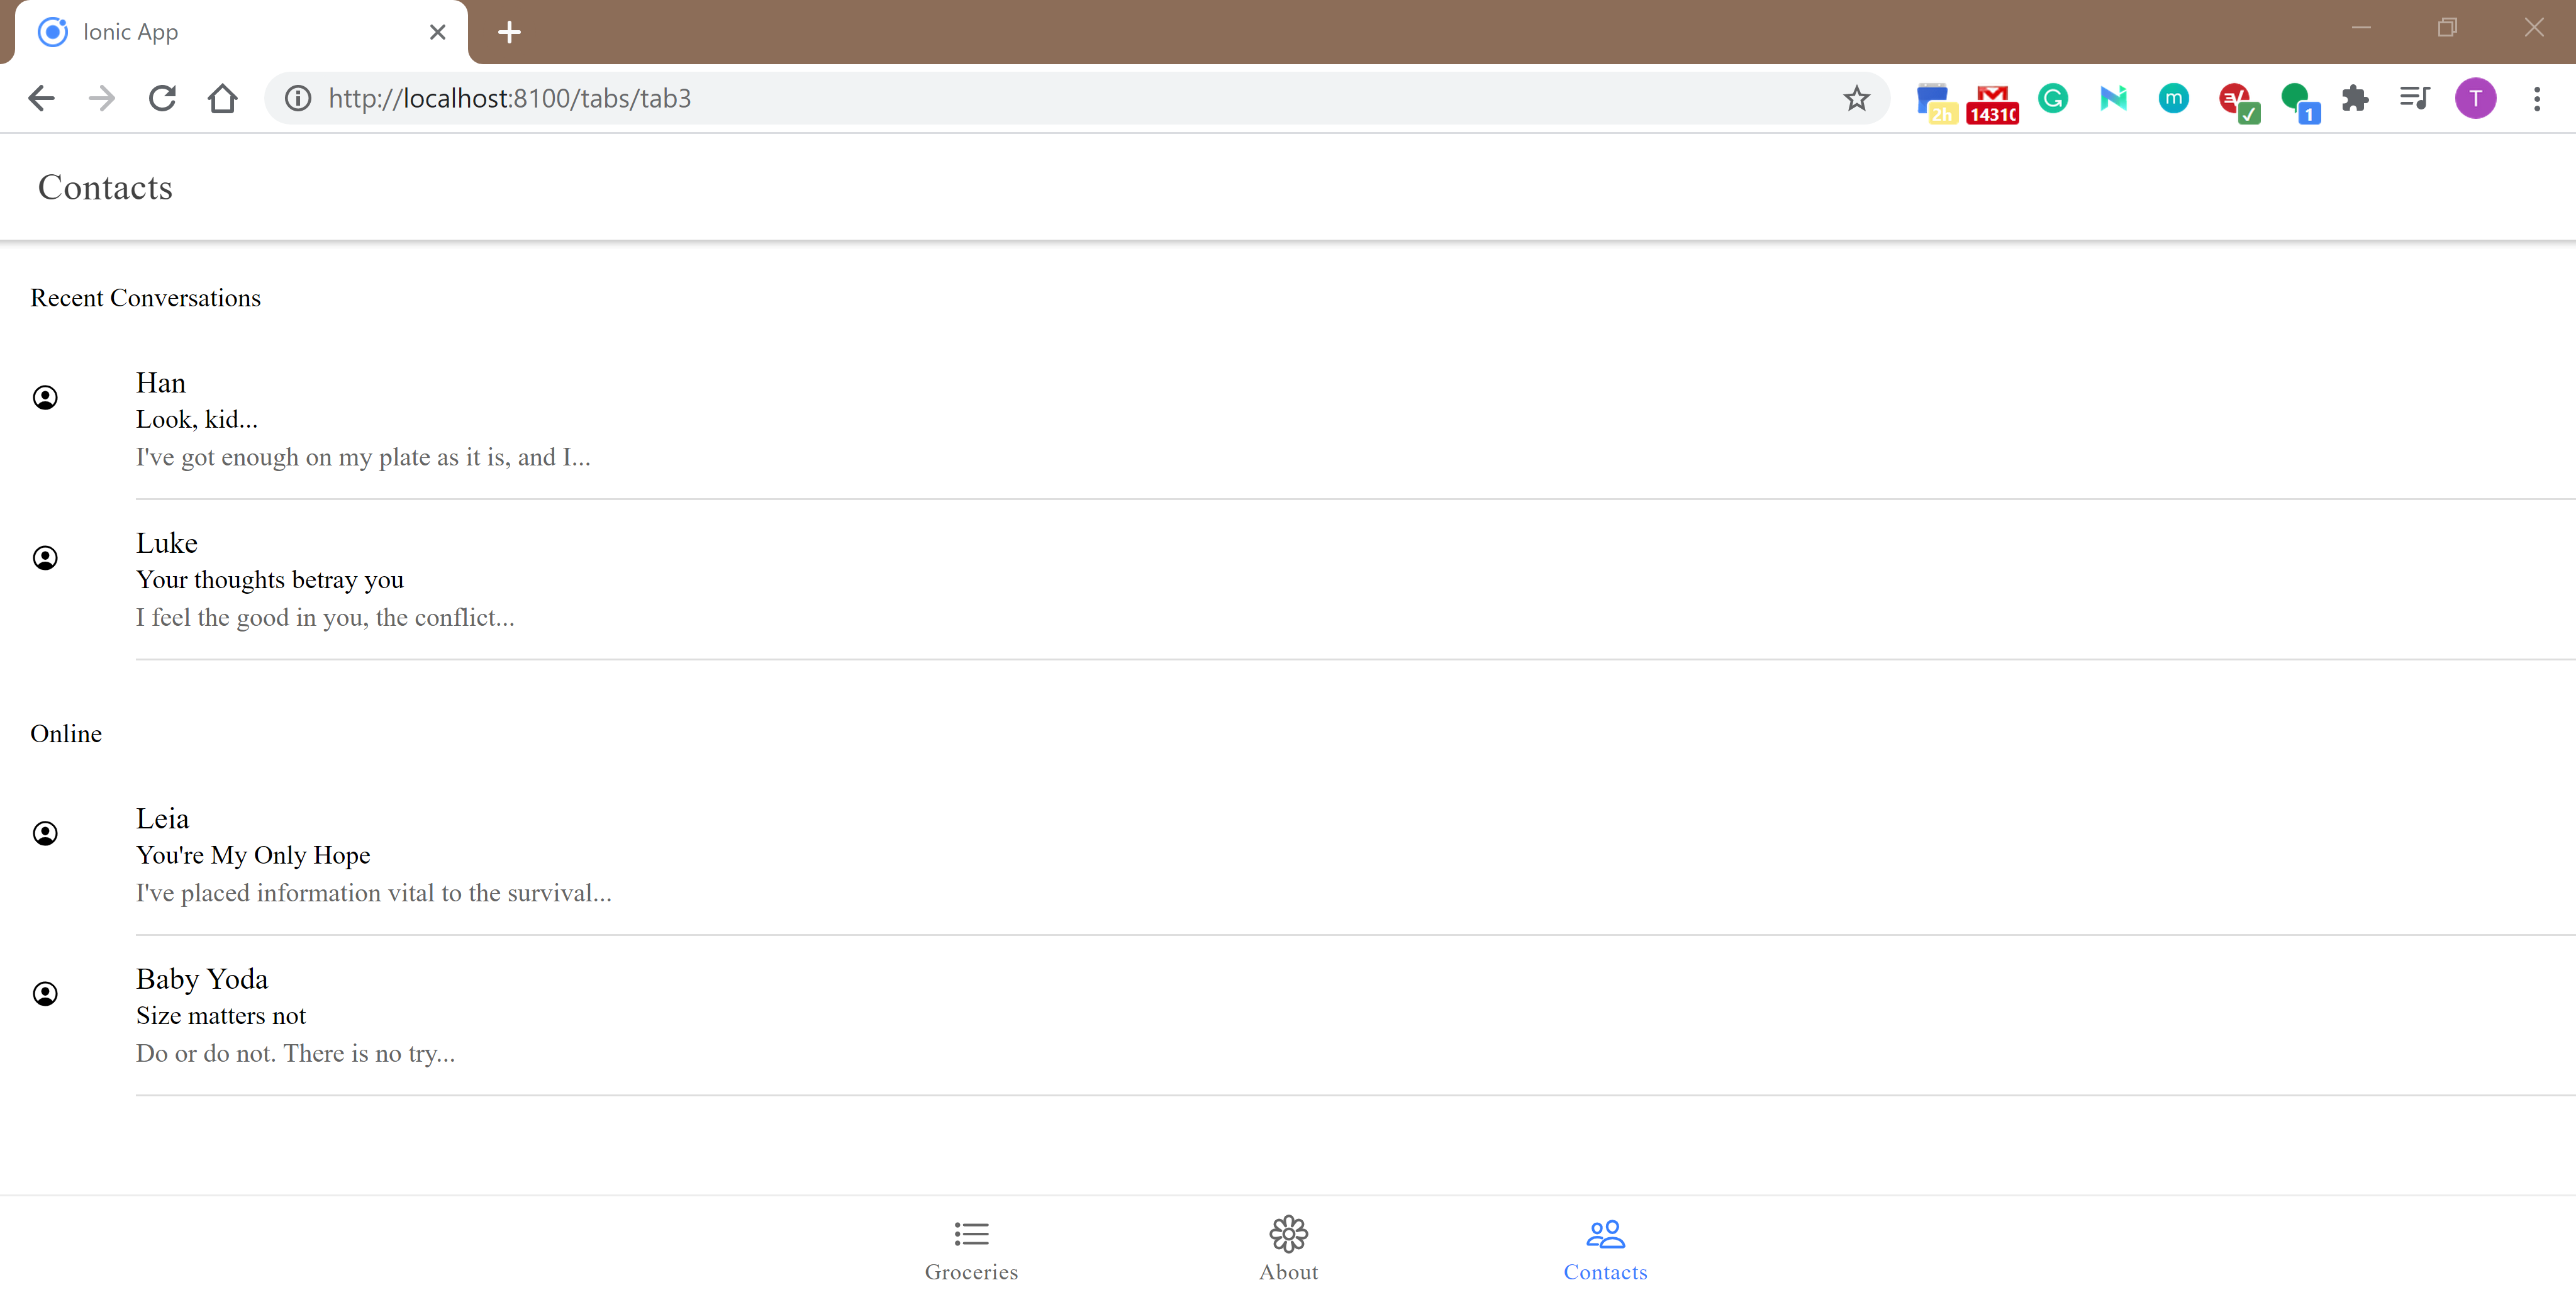 Ionic App
http://localhost:8100/tabs/tab3
2h
1431
G
m
1
T
Contacts
Recent Conversations
Han
Look, kid...
I've got enough on my plate as it is, and I...
Luke
Your thoughts betray you
I feel the good in you, the conflict...
Online
Leia
You're My Only Hope
I've placed information vital to the survival...
Baby Yoda
Size matters not
Do or do not. There is no try...
Groceries
About
Contacts